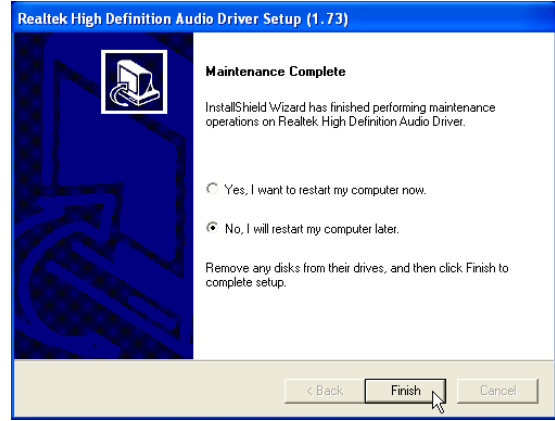 Realtek High Definition Audio Driver Setup (1.73)
Maintenance Complete
InstallShield Wizard has finished performing maintenance
operations on Realtek High Definition Audio Driver.
Yes, I want to restart my computer now.
No, I will restart my computer later.
Remove any disks from their drives, and then click Finish to
complete setup.
< Back Finish Cancel